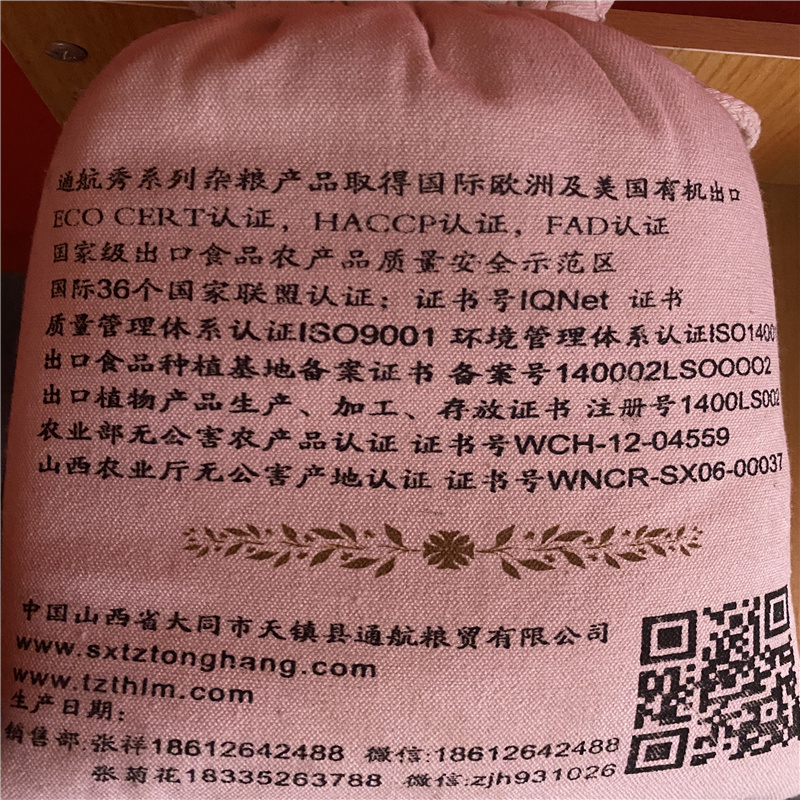 通航秀系列杂粮产品取得国际欧洲及美国有机出口
ECO CERT认证，HACCP认证，FAD认证
国家级出口食品农产品质量安全示范区
国际36个国家联盟认证；证书号IQNet 证书
质量管理体系认证ISO9001 环境管理体系认证ISO14001
出口食品种植基地备案证书 备案号140002LSOOOO2
出口植物产品生产、加工、存放证书 注册号1400LS002
农业部无公害农产品认证 证书号WCH-12-04559
山西农业厅无公害产地认证 证书号WNCR-SX06-00037
中国山西省大同市天镇县通航粮贸有限公司
www.sxtztonghang.com
www.tzthlm.com
生产日期：
销售部:张祥18612642488 微信:18612642488
张菊花18335263788 微信:zjh931026